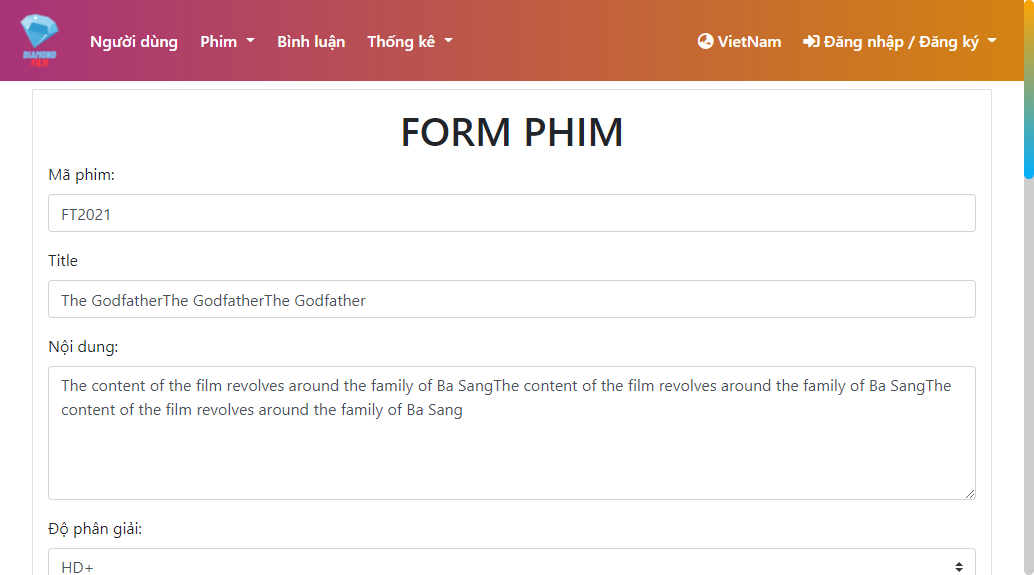 DIAMOND
FILM
Người dùng Phim Bình luận Thống kê VietNam Đăng nhập / Đăng ký
FORM PHIM
Mã phim:
FT2021
Title
The GodfatherThe GodfatherThe Godfather
Nội dung:
The content of the film revolves around the family of Ba SangThe content of the film revolves around the family of Ba SangThe
content of the film revolves around the family of Ba Sang
Độ phân giải:
HD+